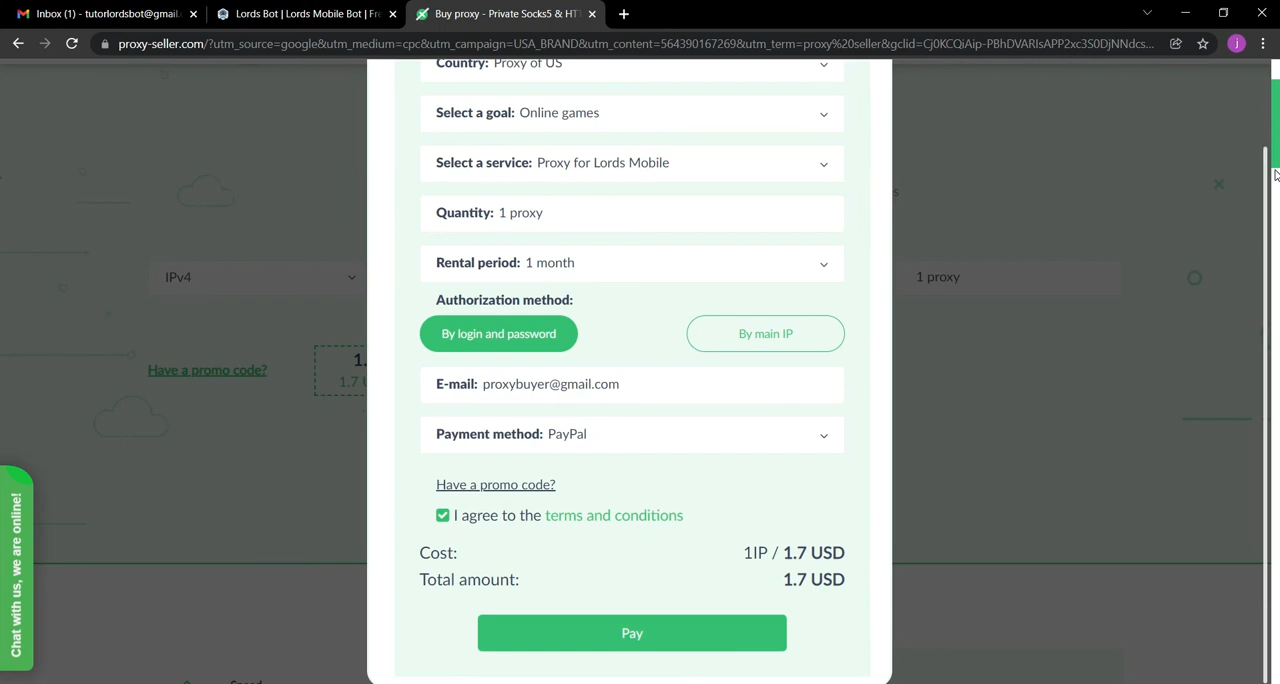 Inbox (1) - tutorlordsbot@gmail.
Lords Bot | Lords Mobile Bot | Fre
Buy proxy - Private Socks5 & HTT
proxy-seller.com/?utm_source=google&utm_medium=cpc&utm_campaign=USA_BRAND&utm_content=564390167269&utm_term=proxy%20seller&gclid=Cj0KCQiAip-PBhDVARIsAPP2xc3S0DjNNdcs...
j
Country: Proxy of US
Select a goal: Online games
Select a service: Proxy for Lords Mobile
Quantity: 1 proxy
Rental period: 1 month
IPv4
1 proxy
Authorization method:
By login and password
By main IP
Have a promo code?
1.
1.7
E-mail: proxybuyer@gmail.com
Payment method: PayPal
Have a promo code?
I agree to the terms and conditions
Cost: 1IP / 1.7 USD
Total amount: 1.7 USD
Pay
Chat with us, we are online!